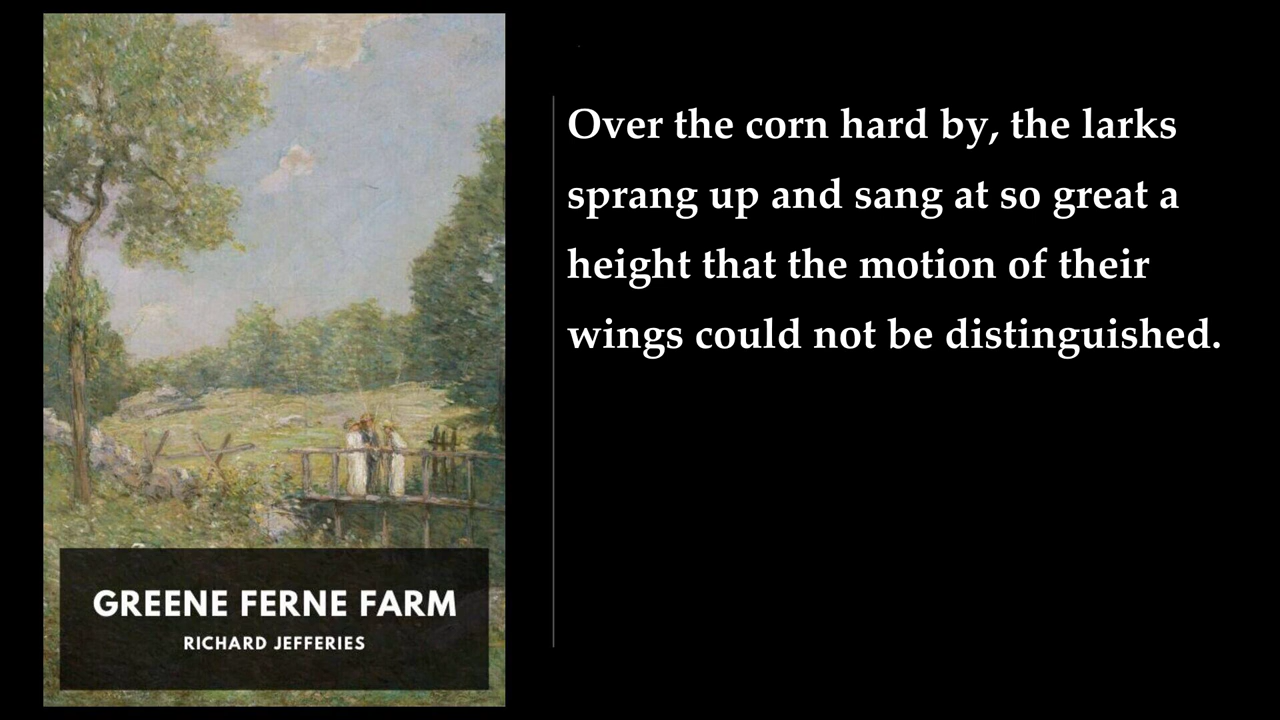 Over the corn hard by, the larks
sprang up and sang at so great a
height that the motion of their
wings could not be distinguished.
GREENE FERNE FARM
RICHARD JEFFERIES